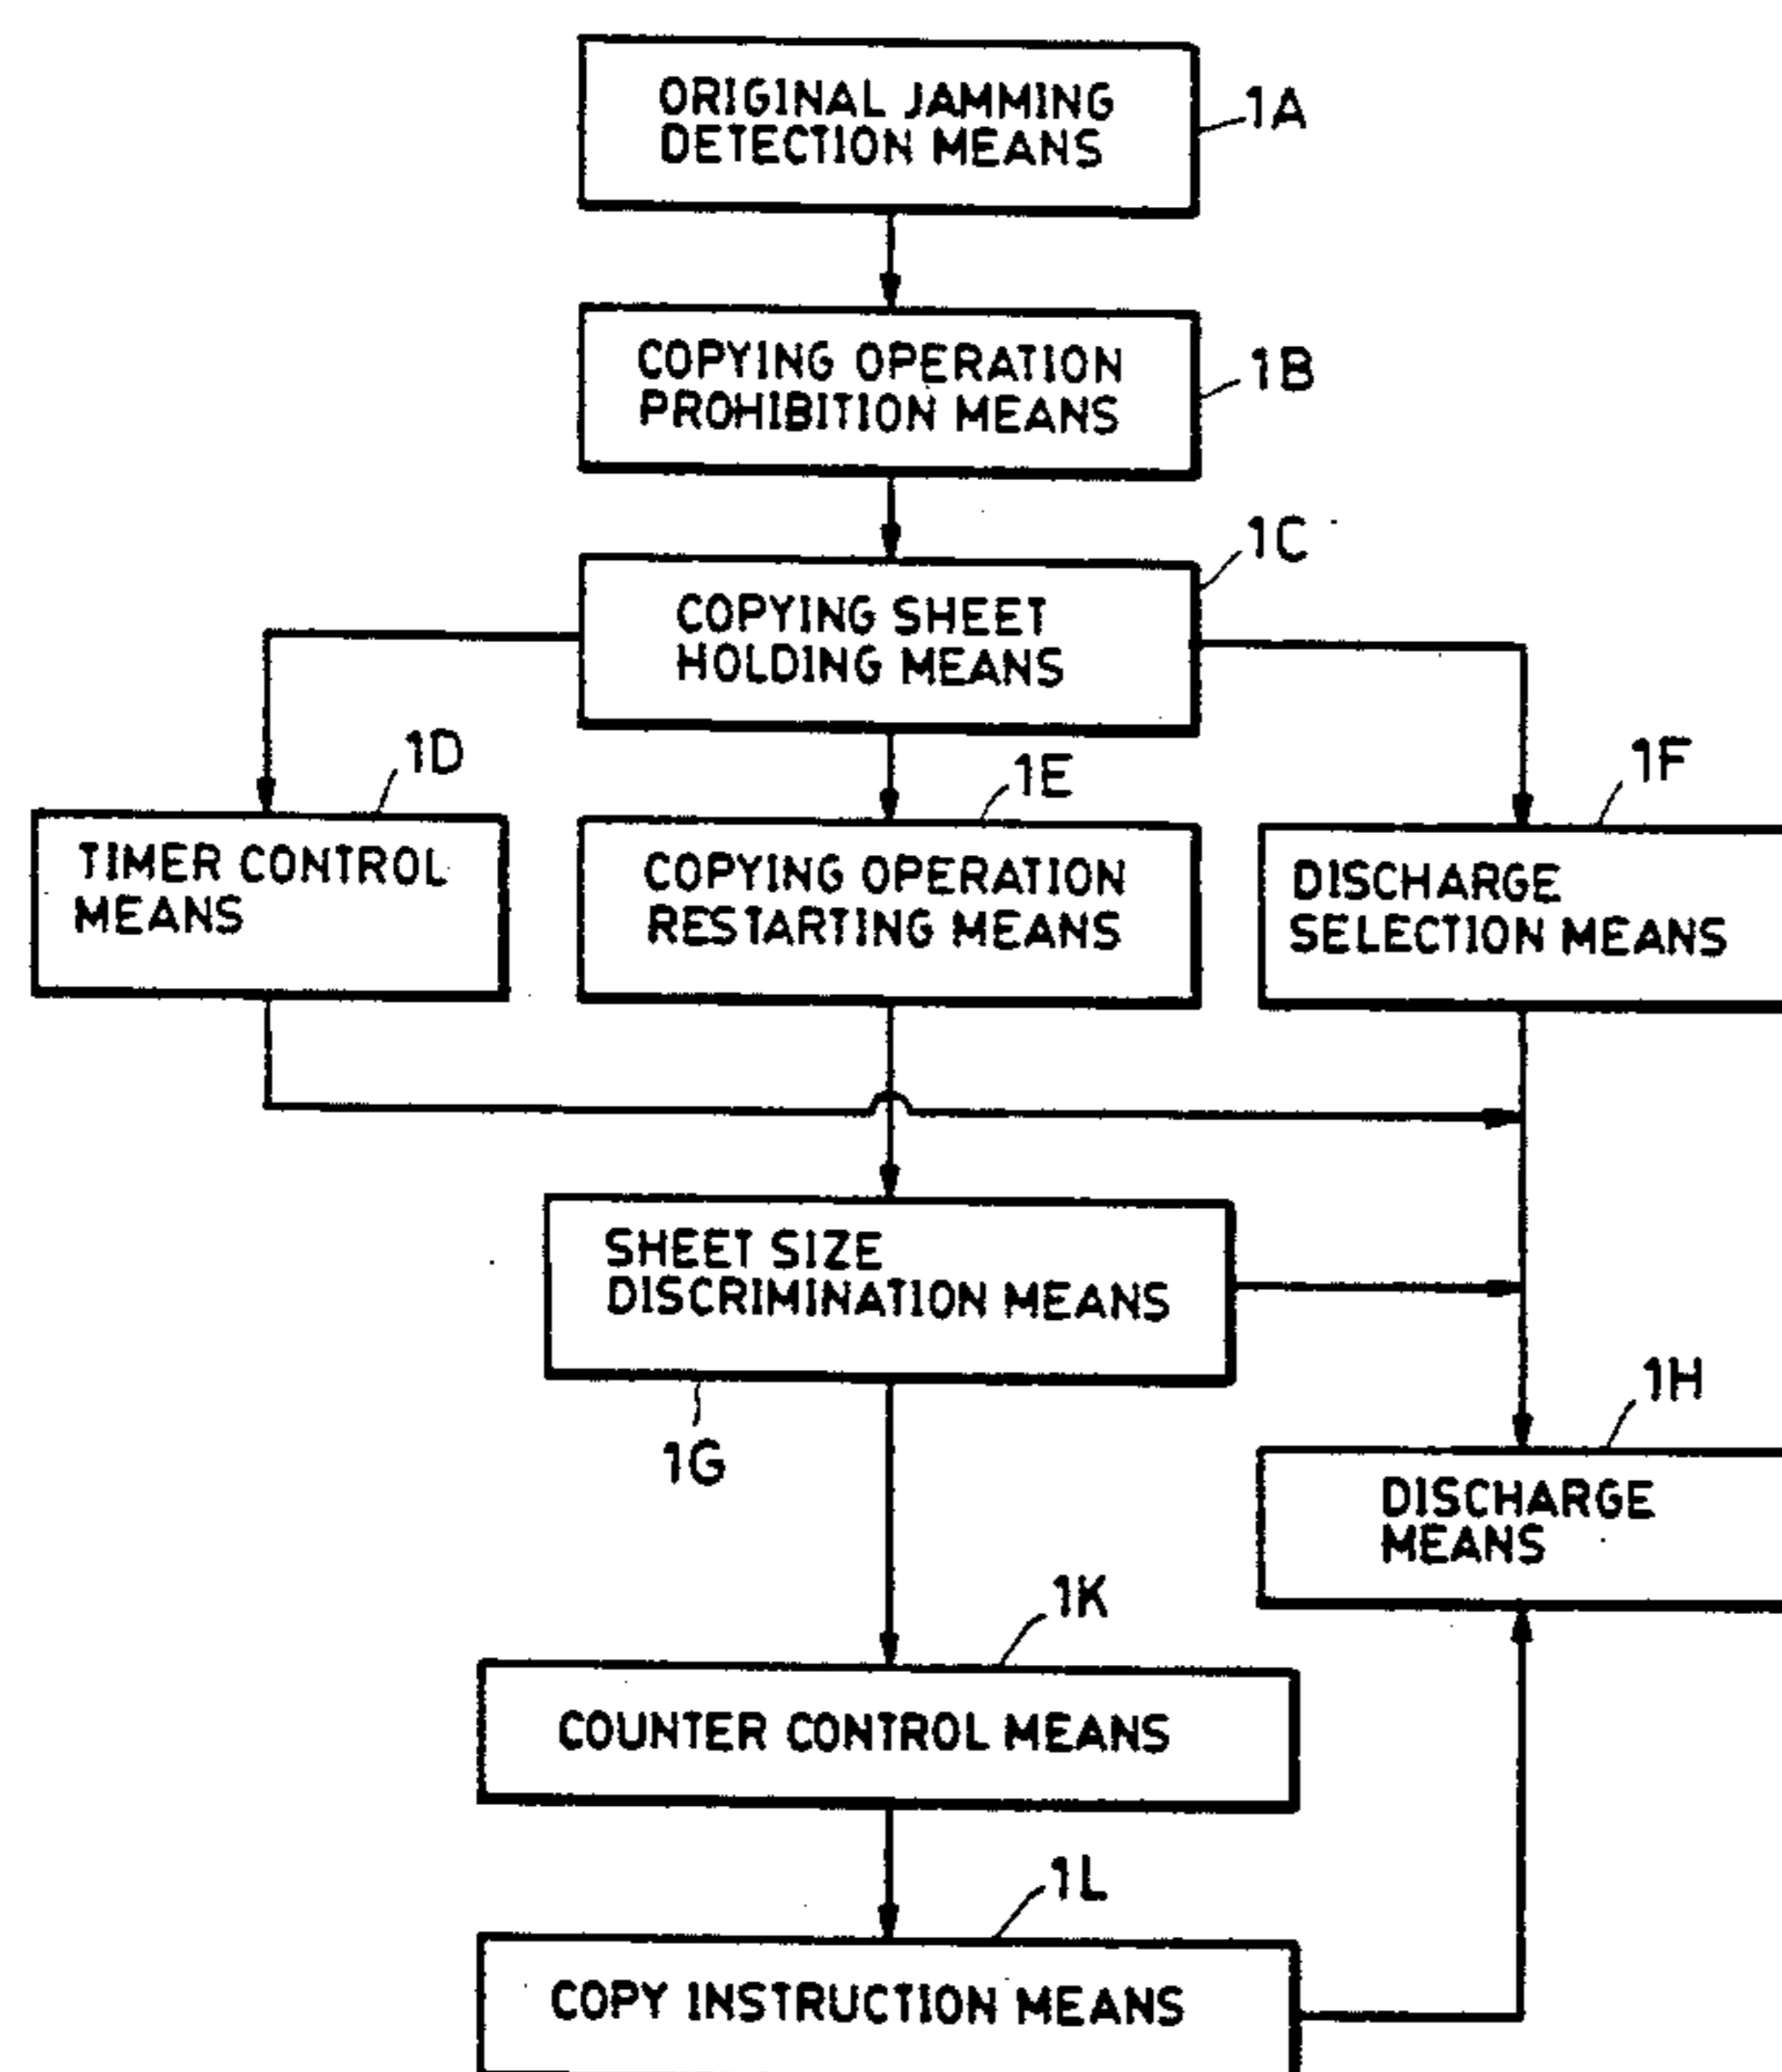 ORIGINAL JAMMING
DETECTION MEANS
1A
COPYING OPERATION
PROHIBITION MEANS
1B
1C
COPYING SHEET
HOLDING MEANS
1D
1E
1F
TIMER CONTROL
MEANS
COPYING OPERATION
RESTARTING MEANS
DISCHARGE
SELECTION MEANS
SHEET SIZE
DISCRIMINATION MEANS
1G
1H
DISCHARGE
MEANS
1K
COUNTER CONTROL MEANS
1L
COPY INSTRUCTION MEANS